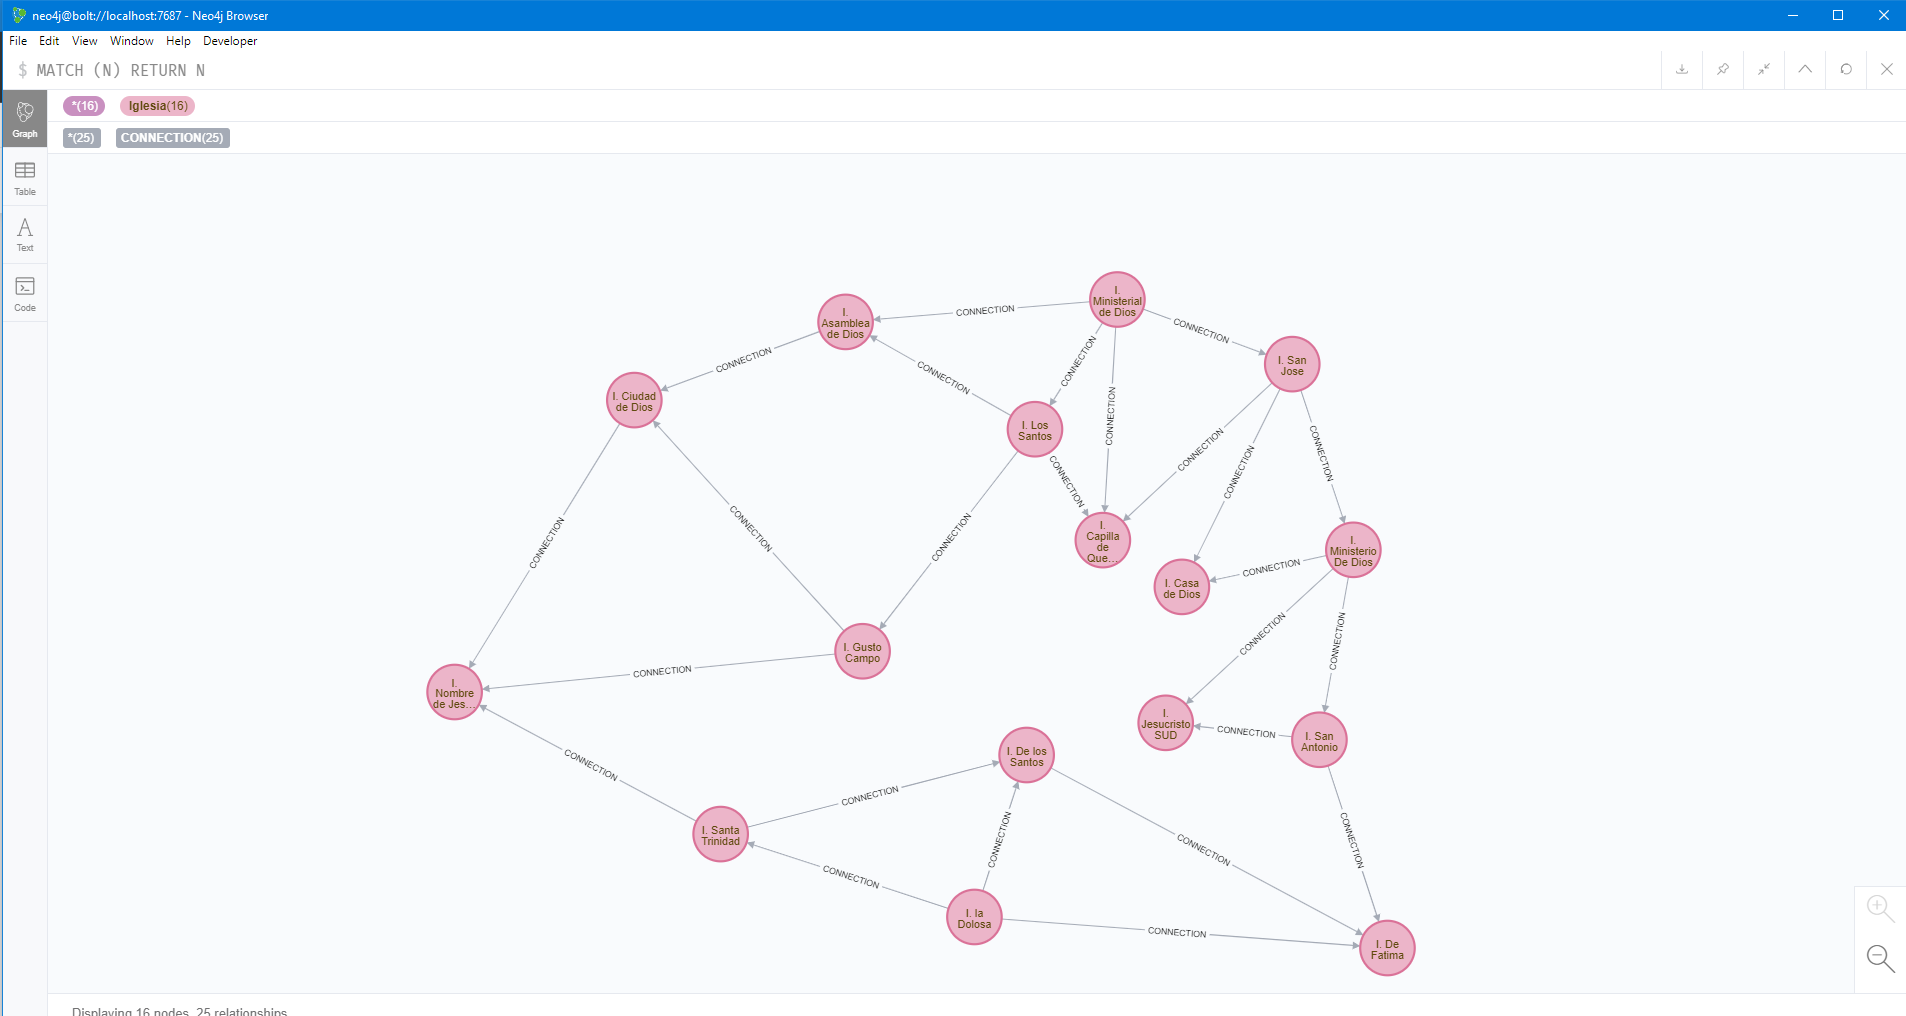 neo4j@bolt://localhost:7687 - Neo4j Browser
File Edit View Window Help Developer
$ MATCH (N) RETURN N
*(16) Iglesia(16)
*(25) CONNECTION(25)
Graph
Table
Text
Code
I.
Ministerial
de Dios
I.
Asamblea
de Dios
CONNECTION
CONNECTION
I. San
Jose
CONNECTION
CONNECTION
CONNECTION
I. Ciudad
de Dios
CONNECTION
I. Los
Santos
CONNECTION
CONNECTION
CONNECTION
CONNECTION
CONNECTION
CONNECTION
CONNECTION
CONNECTION
I.
Capilla
de
Que...
I.
Ministerio
De Dios
CONNECTION
I. Casa
de Dios
CONNECTION
CONNECTION
I. Gusto
Campo
CONNECTION
I.
Nombre
de Jes...
I.
Jesucristo
SUD
CONNECTION
I. San
Antonio
I. De los
Santos
CONNECTION
CONNECTION
I. Santa
Trinidad
CONNECTION
CONNECTION
CONNECTION
CONNECTION
I. la
Dolosa
CONNECTION
I. De
Fatima
Displaying 16 nodes, 25 relationships.